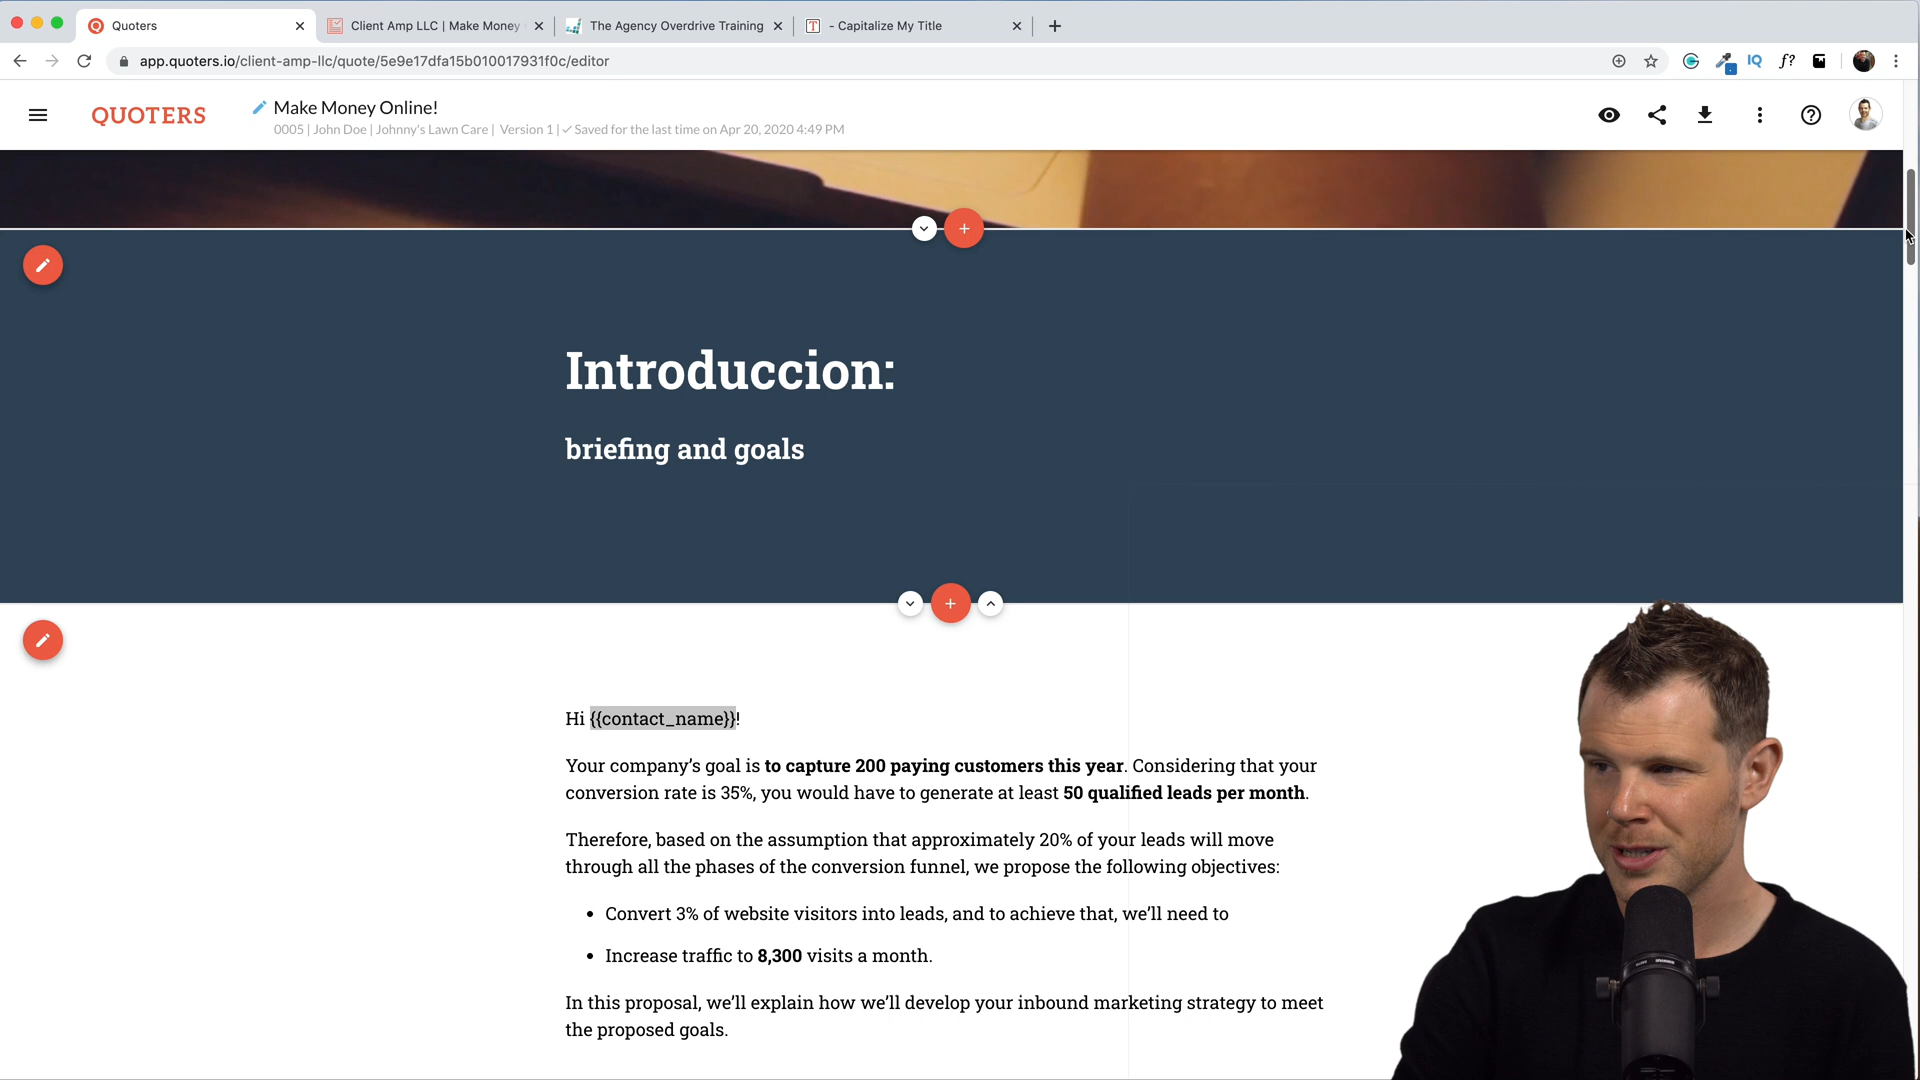 Quoters
Client Amp LLC | Make Money
The Agency Overdrive Training
T - Capitalize My Title
app.quoters.io/client-amp-llc/quote/5e9e17dfa15b010017931f0c/editor
IQ
f?
QUOTERS
Make Money Online!
0005 | John Doe | Johnny's Lawn Care | Version 1 | ✓ Saved for the last time on Apr 20, 2020 4:49 PM
Introduccion:
briefing and goals
Hi {{contact_name}}!
Your company’s goal is to capture 200 paying customers this year. Considering that your
conversion rate is 35%, you would have to generate at least 50 qualified leads per month.
Therefore, based on the assumption that approximately 20% of your leads will move
through all the phases of the conversion funnel, we propose the following objectives:
• Convert 3% of website visitors into leads, and to achieve that, we’ll need to
• Increase traffic to 8,300 visits a month.
In this proposal, we’ll explain how we’ll develop your inbound marketing strategy to meet
the proposed goals.